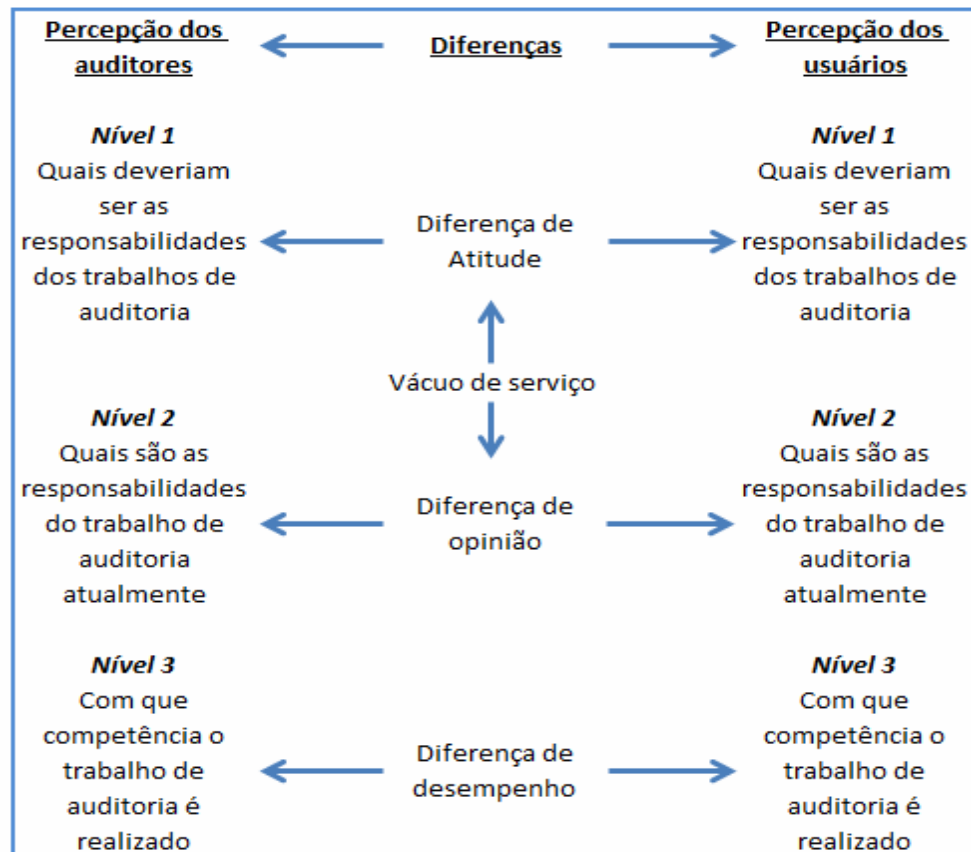 Percepção dos
auditores
Diferenças
Percepção dos
usuários
Nível 1
Quais deveriam
ser as
responsabilidades
dos trabalhos de
auditoria
Diferença de
Atitude
Nível 1
Quais deveriam
ser as
responsabilidades
dos trabalhos de
auditoria
Vácuo de serviço
Nível 2
Quais são as
responsabilidades
do trabalho de
auditoria
atualmente
Diferença de
opinião
Nível 2
Quais são as
responsabilidades
do trabalho de
auditoria
atualmente
Nível 3
Com que
competência o
trabalho de
auditoria é
realizado
Diferença de
desempenho
Nível 3
Com que
competência o
trabalho de
auditoria é
realizado